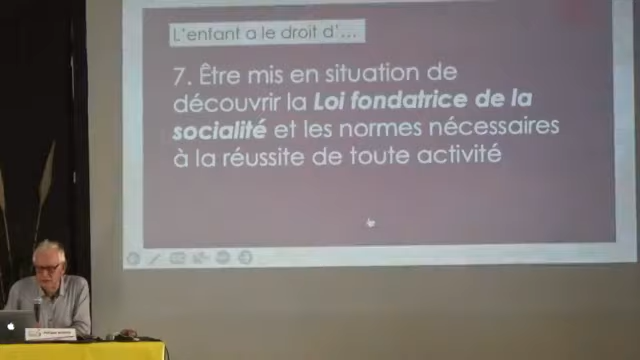 L'enfant a le droit d'...
7. Être mis en situation de
découvrir la Loi fondatrice de la
socialité et les normes nécessaires
à la réussite de toute activité